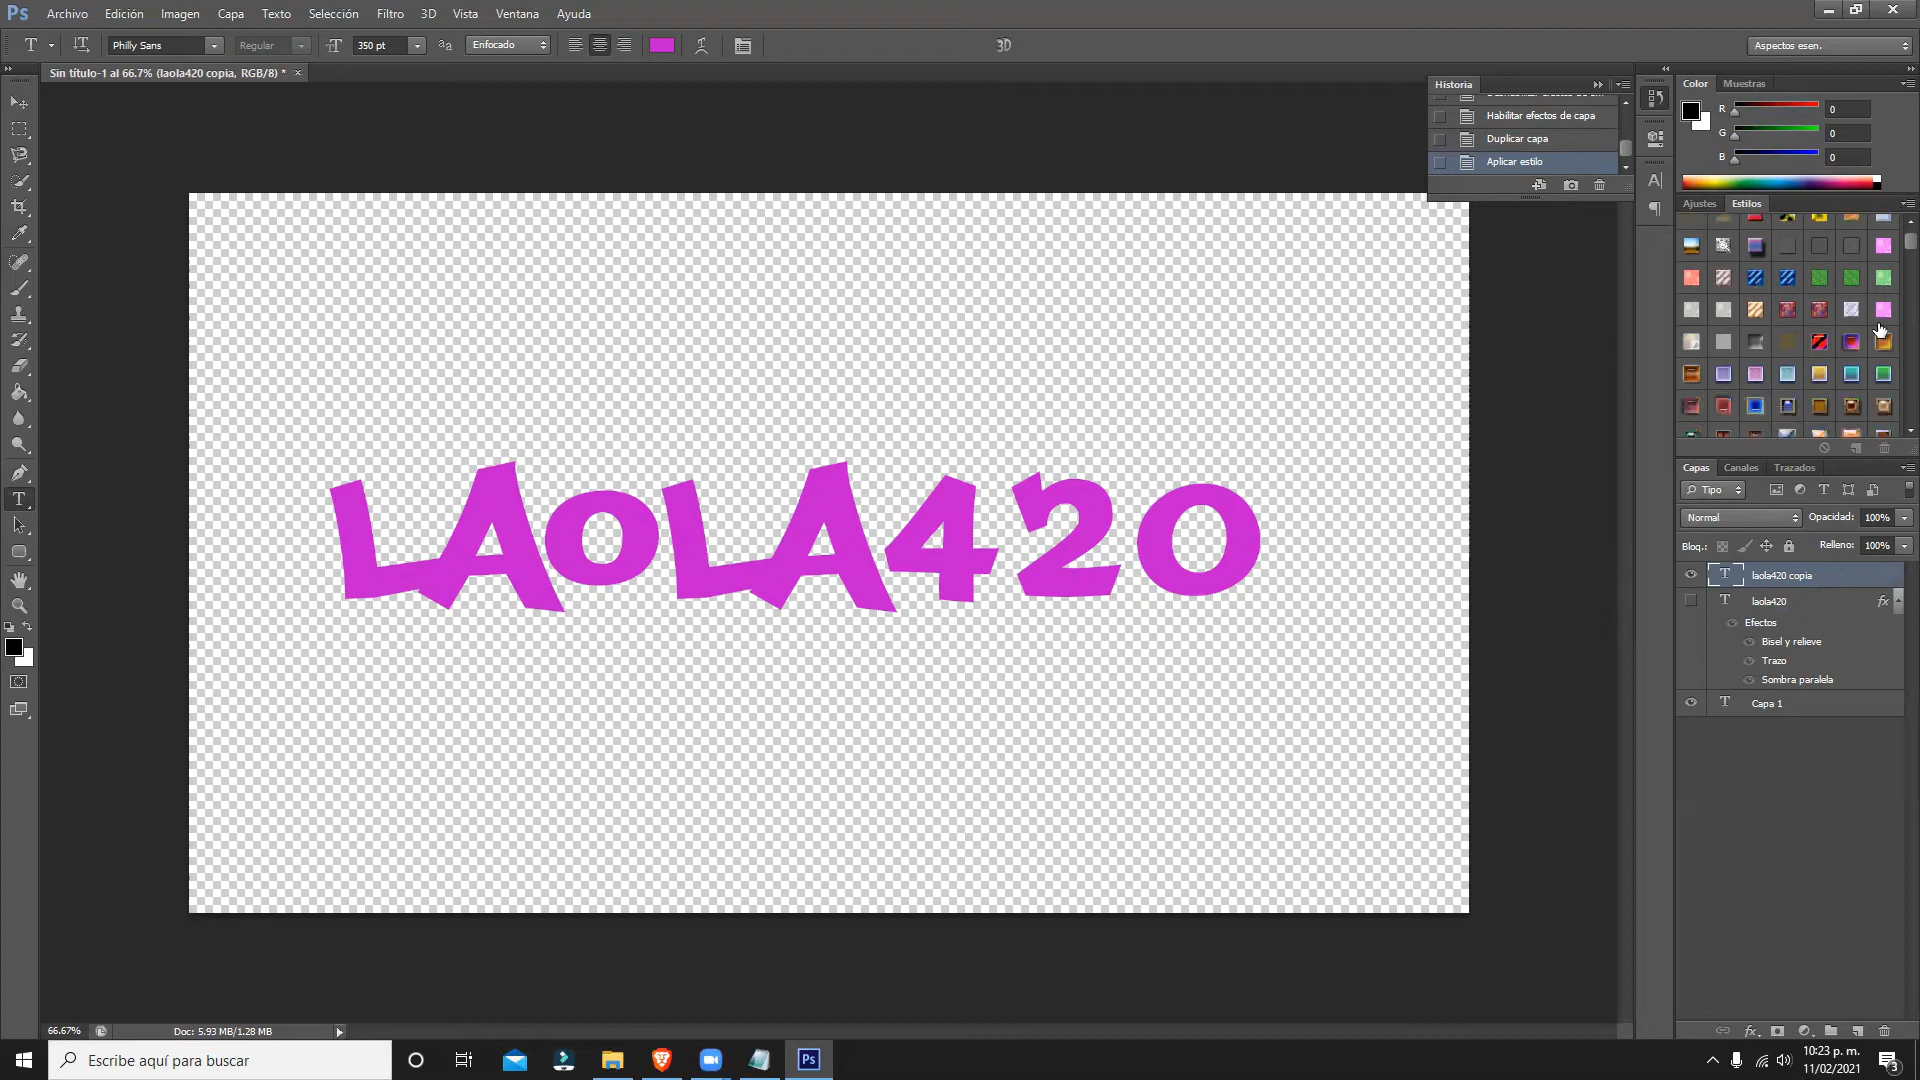 Ps Archivo Edición Imagen Capa Texto Selección Filtro 3D Vista Ventana Ayuda
T Philly Sans Regular 350 pt Enfocado 3D Aspectos esen.
Sin título-1 al 66.7% (laola420 copia, RGB/8) *
Historia
Habilitar efectos de capa
Duplicar capa
Aplicar estilo
Color Muestras
R 0
G 0
B 0
Ajustes Estilos
LAOLA420
Capas Canales Trazados
Tipo
Normal Opacidad: 100%
Bloq.: Relleno: 100%
T laola420 copia
T laola420 fx
Efectos
Bisel y relieve
Trazo
Sombra paralela
T Capa 1
66.67% Doc: 5.93 MB/1.28 MB
Escribe aquí para buscar
Ps
10:23 p. m.
11/02/2021
3